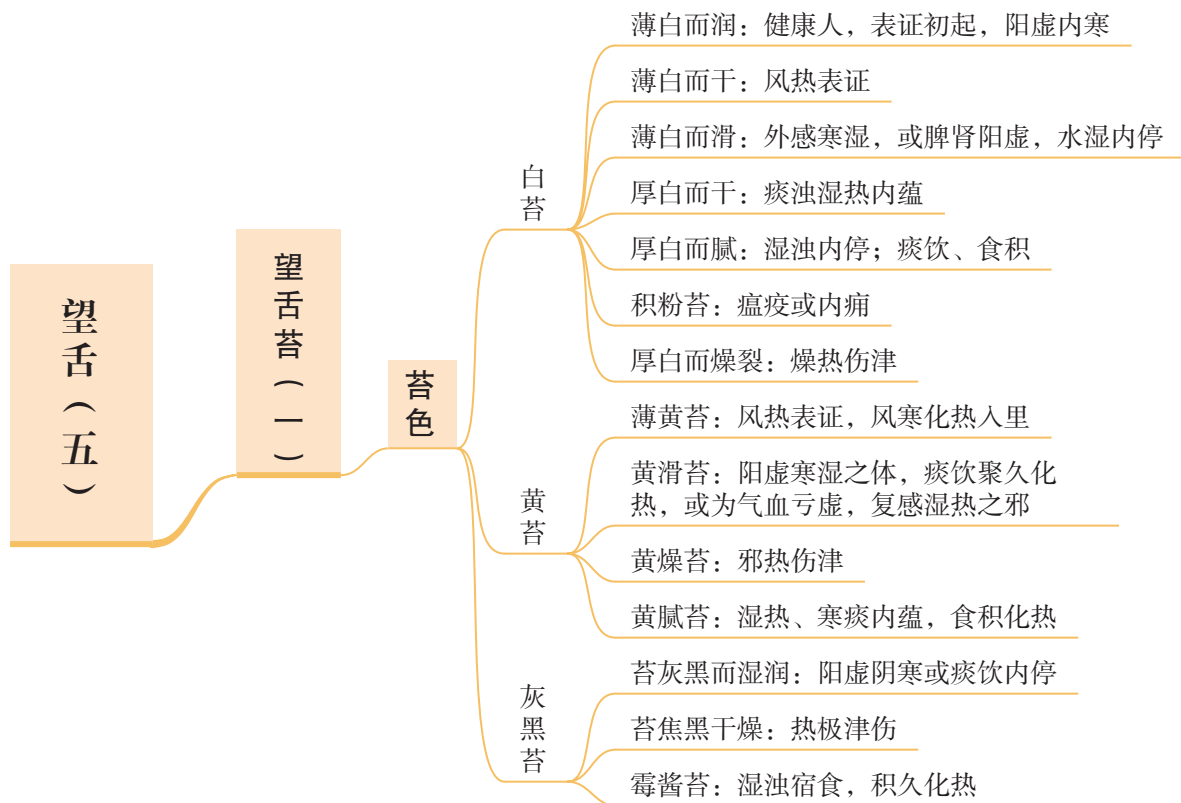 望舌（五）
望舌苔（一）
苔色
白苔
薄白而润：健康人，表证初起，阳虚内寒
薄白而干：风热表证
薄白而滑：外感寒湿，或脾肾阳虚，水湿内停
厚白而干：痰浊湿热内蕴
厚白而腻：湿浊内停；痰饮、食积
积粉苔：瘟疫或内痈
厚白而燥裂：燥热伤津
黄苔
薄黄苔：风热表证，风寒化热入里
黄滑苔：阳虚寒湿之体，痰饮聚久化
热，或为气血亏虚，复感湿热之邪
黄燥苔：邪热伤津
黄腻苔：湿热、寒痰内蕴，食积化热
灰黑苔
苔灰黑而湿润：阳虚阴寒或痰饮内停
苔焦黑干燥：热极津伤
霉酱苔：湿浊宿食，积久化热